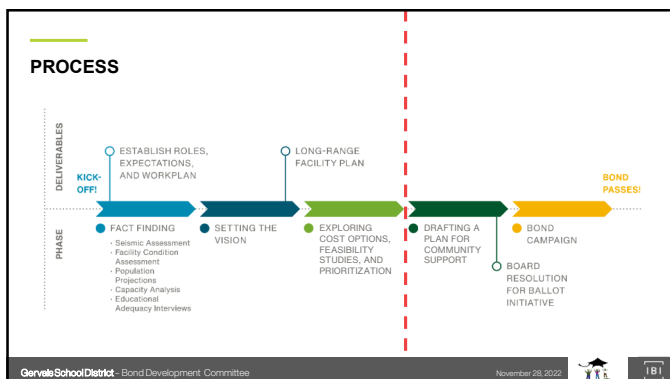 PROCESS
DELIVERABLES
KICK-
OFF!
ESTABLISH ROLES,
EXPECTATIONS,
AND WORKPLAN
LONG-RANGE
FACILITY PLAN
BOND
PASSES!
PHASE
FACT FINDING
· Seismic Assessment
· Facility Condition
Assessment
· Population
Projections
· Capacity Analysis
· Educational
Adequacy Interviews
SETTING THE
VISION
EXPLORING
COST OPTIONS,
FEASIBILITY
STUDIES, AND
PRIORITIZATION
DRAFTING A
PLAN FOR
COMMUNITY
SUPPORT
BOARD
RESOLUTION
FOR BALLOT
INITIATIVE
BOND
CAMPAIGN
Gervais School District – Bond Development Committee
November 28, 2022
IBI